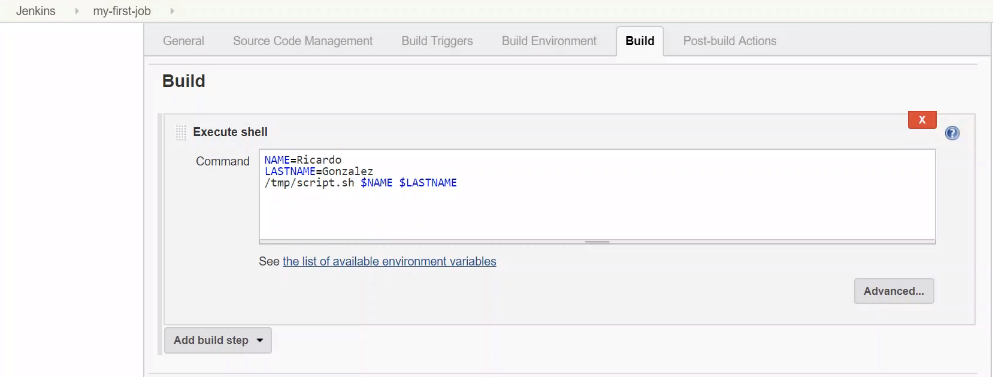 Jenkins my-first-job
General Source Code Management Build Triggers Build Environment Build Post-build Actions
Build
X
Execute shell
?
Command
NAME=Ricardo
LASTNAME=Gonzalez
/tmp/script.sh $NAME $LASTNAME
See the list of available environment variables
Advanced...
Add build step